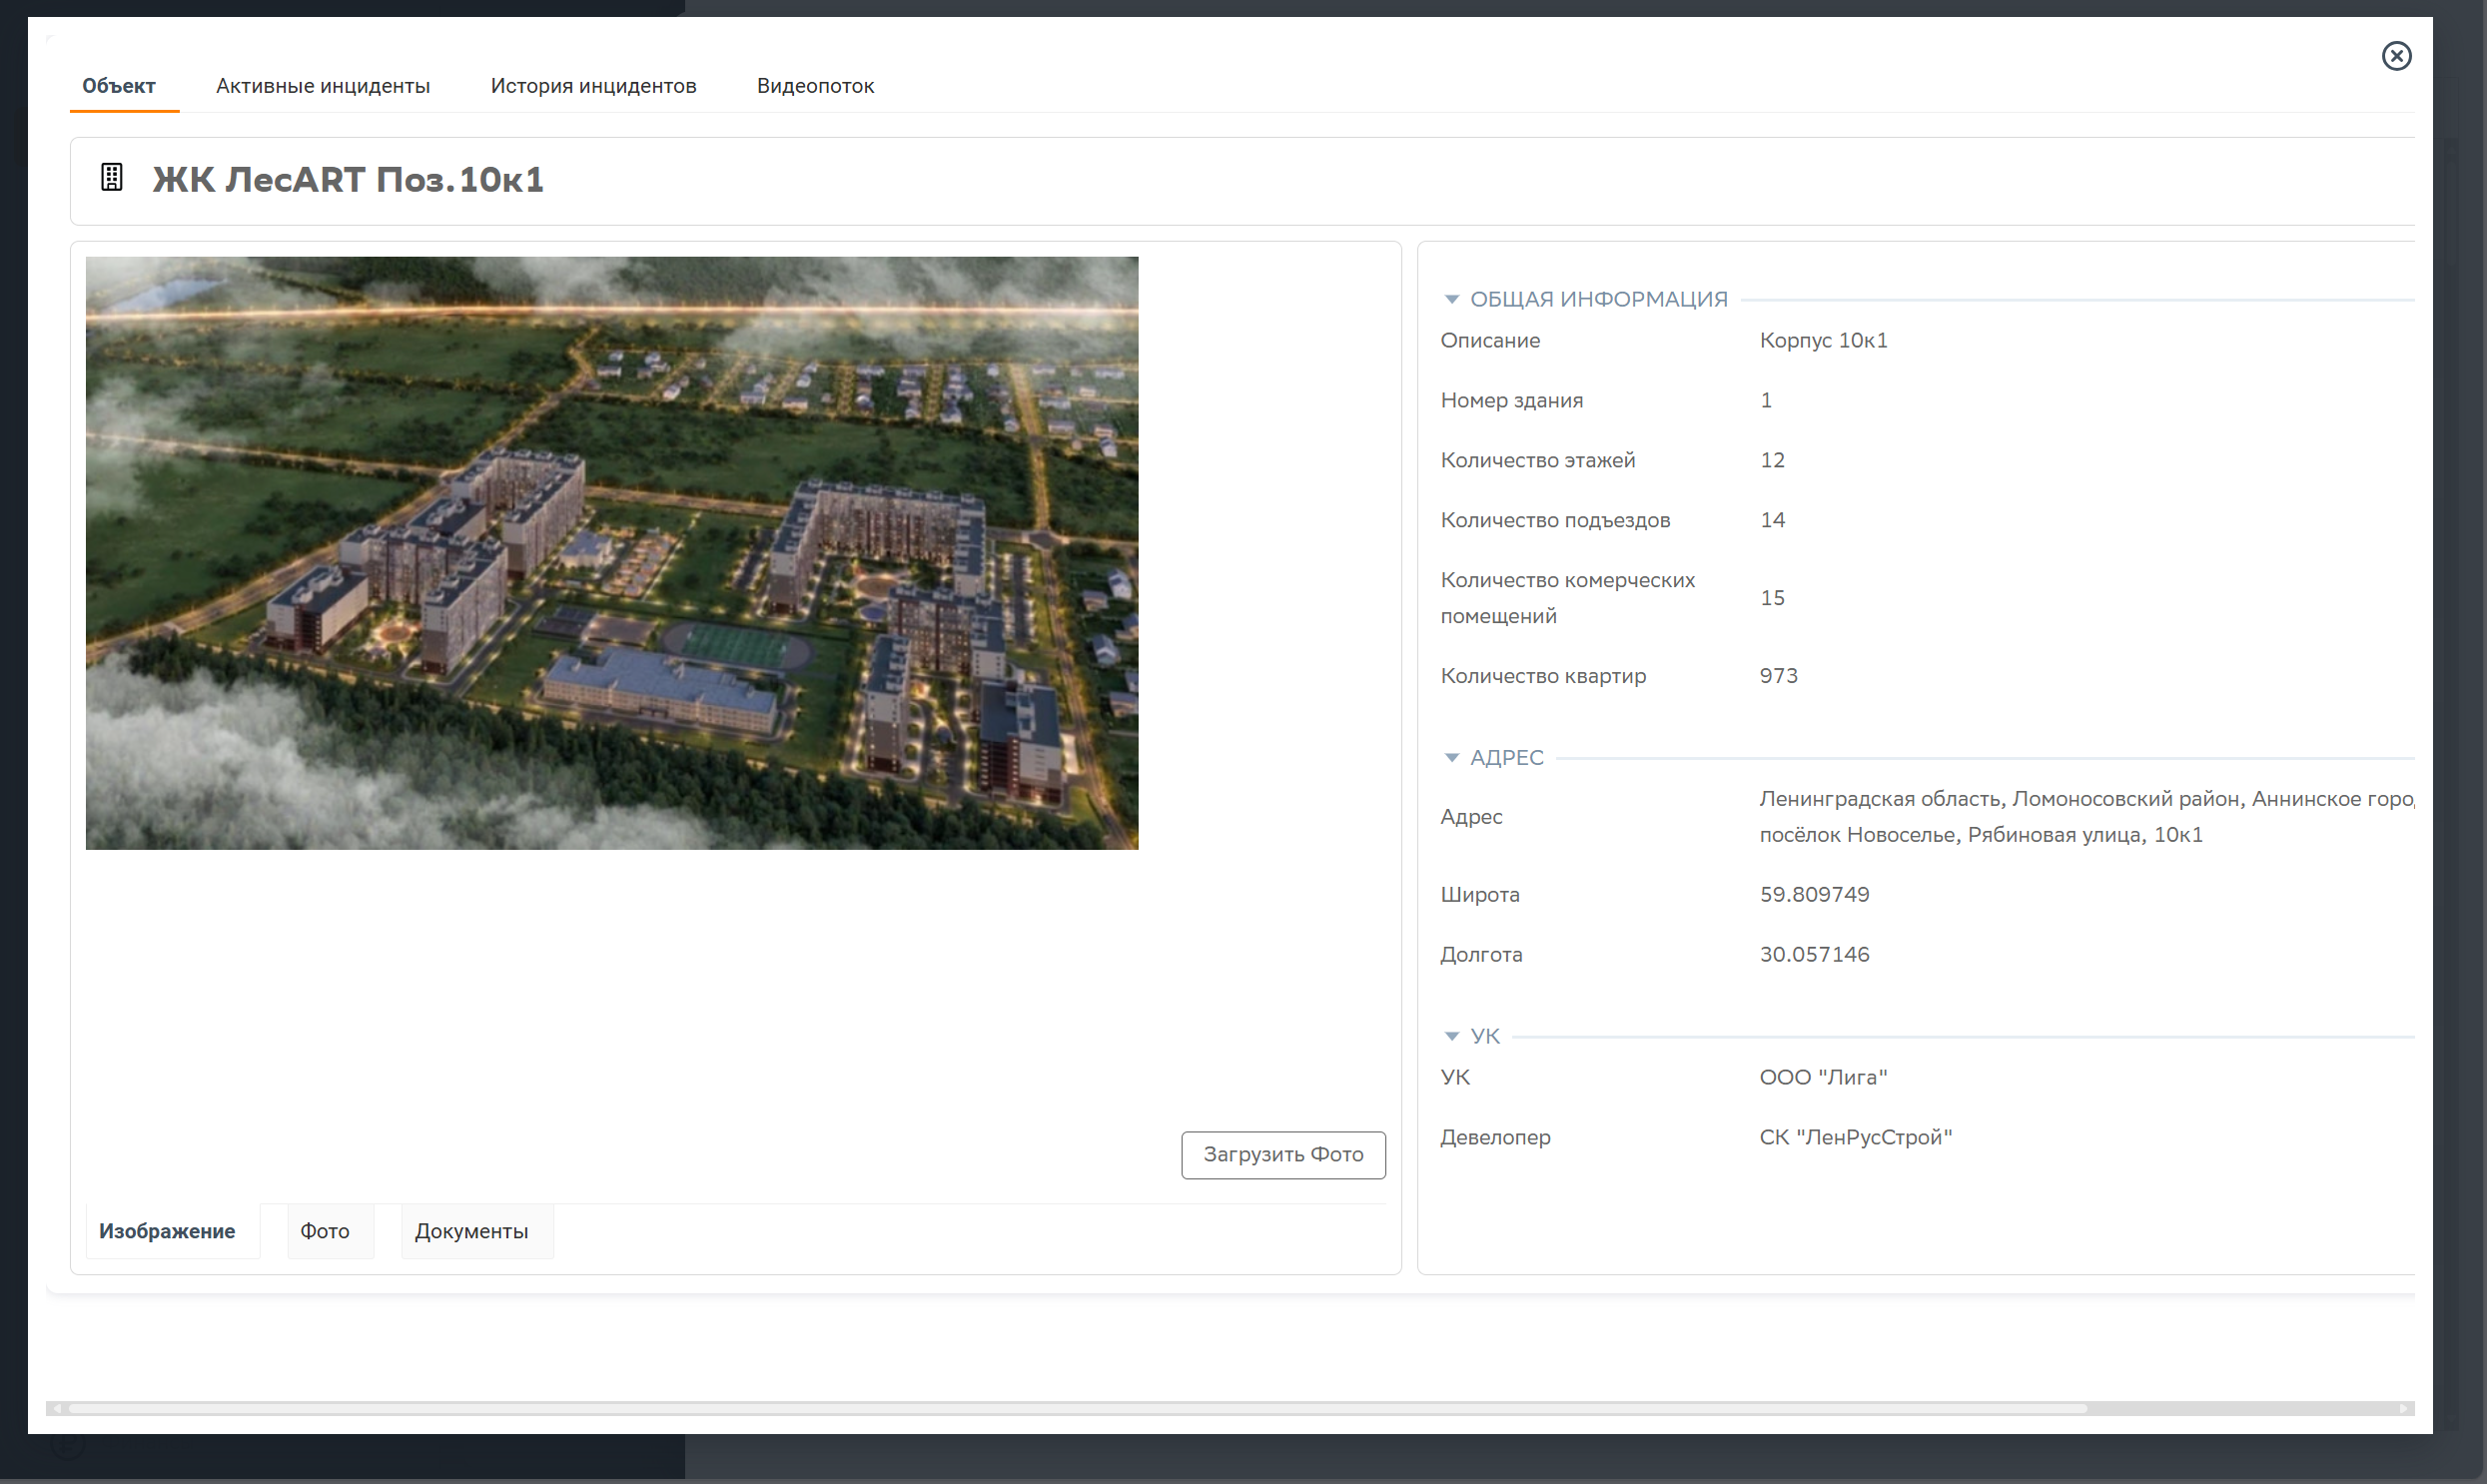 Объект
Активные инциденты
История инцидентов
Видеопоток
ЖК ЛесART Поз.10к1
ОБЩАЯ ИНФОРМАЦИЯ
Описание Корпус 10к1
Номер здания 1
Количество этажей 12
Количество подъездов 14
Количество комерческих
помещений
15
Количество квартир 973
АДРЕС
Адрес
Ленинградская область, Ломоносовский район, Аннинское
посёлок Новоселье, Рябиновая улица, 10к1
Широта 59.809749
Долгота 30.057146
УК
УК ООО "Лига"
Девелопер СК "ЛенРусСтрой"
Загрузить Фото
Изображение
Фото
Документы